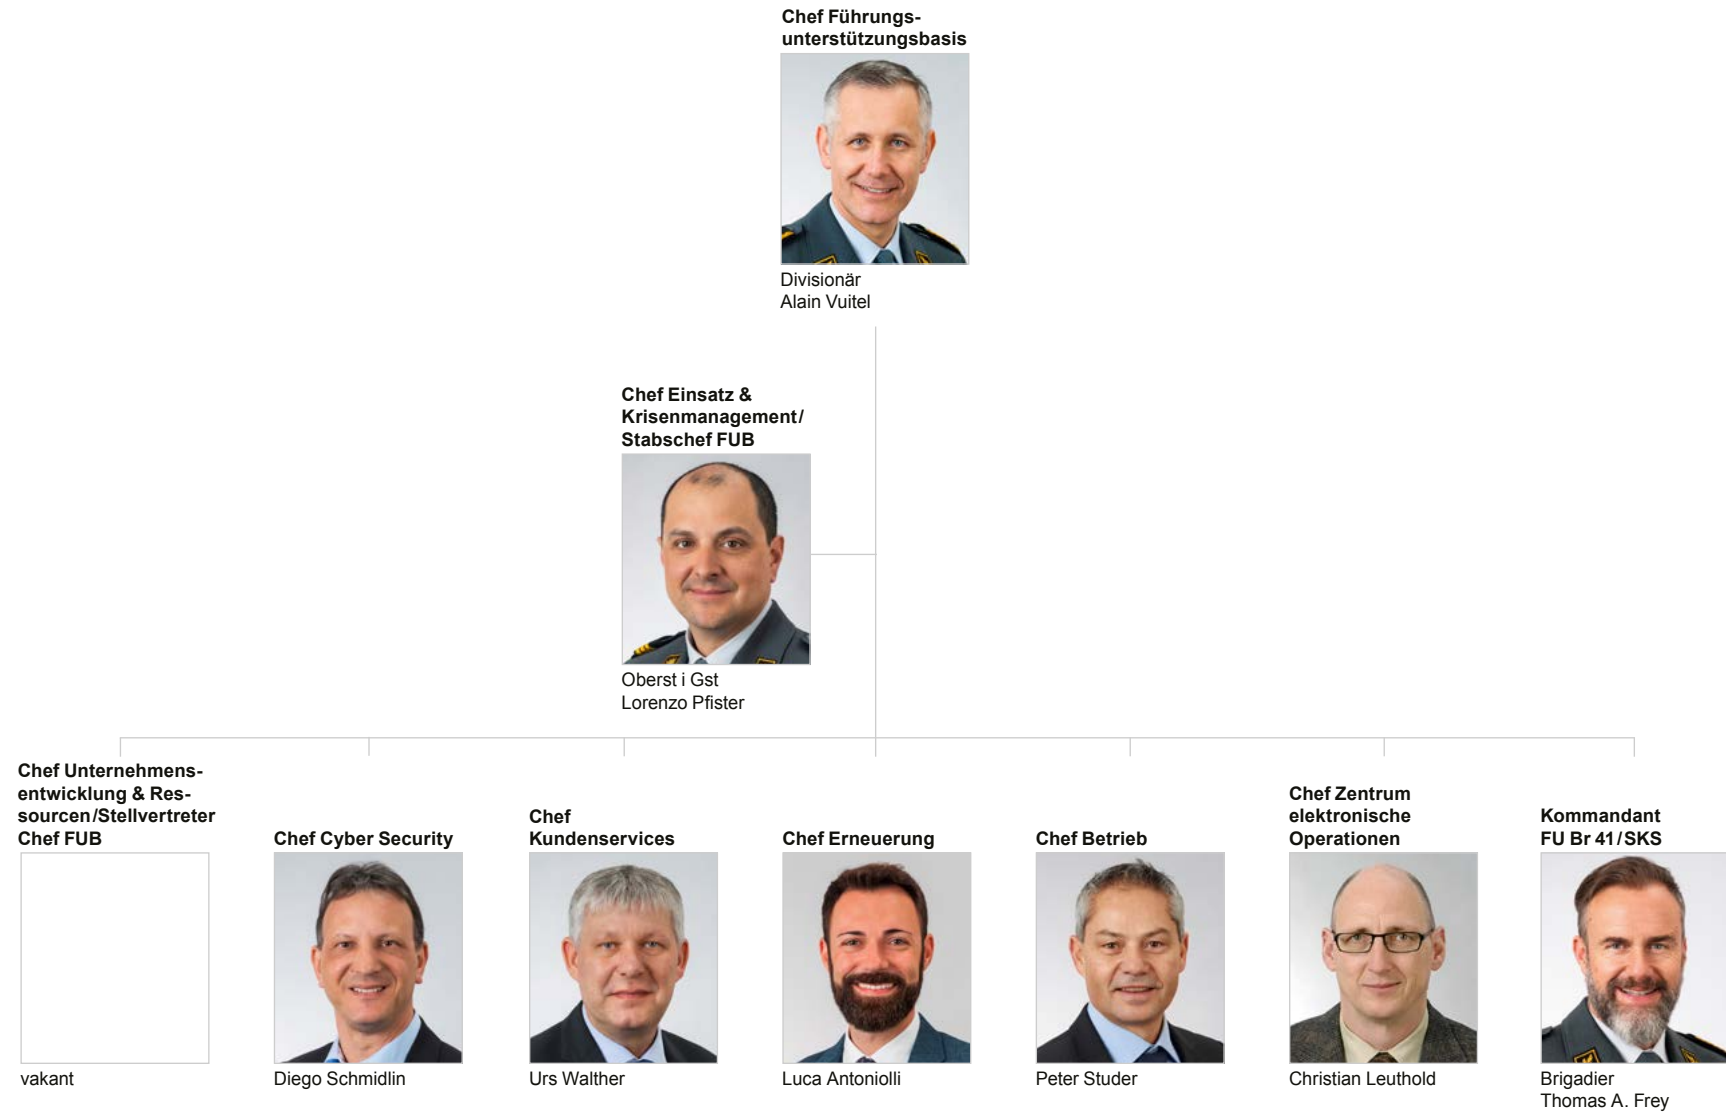 Chef Führungs-
unterstützungsbasis
Divisionär
Alain Vuitel
Chef Einsatz &
Krisenmanagement/
Stabschef FUB
Oberst i Gst
Lorenzo Pfister
Chef Unternehmens-
entwicklung & Res-
sourcen/Stellvertreter
Chef FUB
vakant
Chef Cyber Security
Diego Schmidlin
Chef
Kundenservices
Urs Walther
Chef Erneuerung
Luca Antoniolli
Chef Betrieb
Peter Studer
Chef Zentrum
elektronische
Operationen
Christian Leuthold
Kommandant
FU Br 41/SKS
Brigadier
Thomas A. Frey